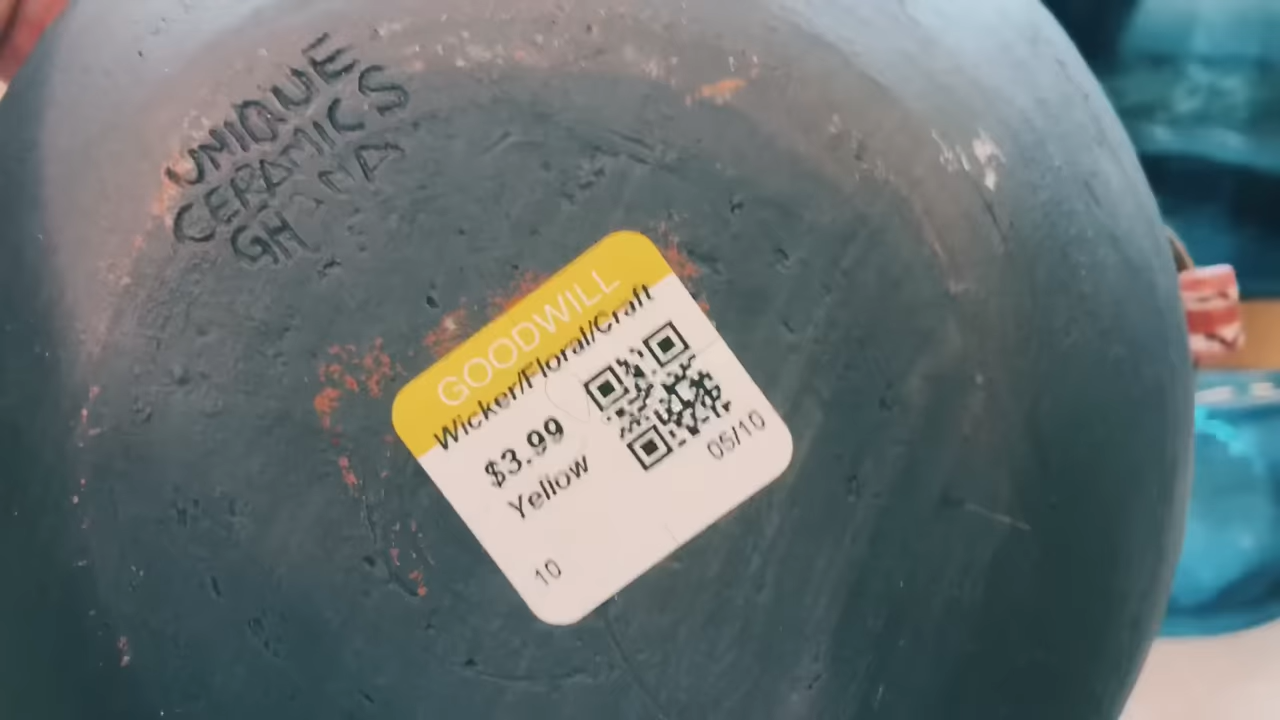 UNIQUE
CERAMICS
GHANA
GOODWILL
Wicker/Floral/Craft
$3.99
Yellow
05/10
10